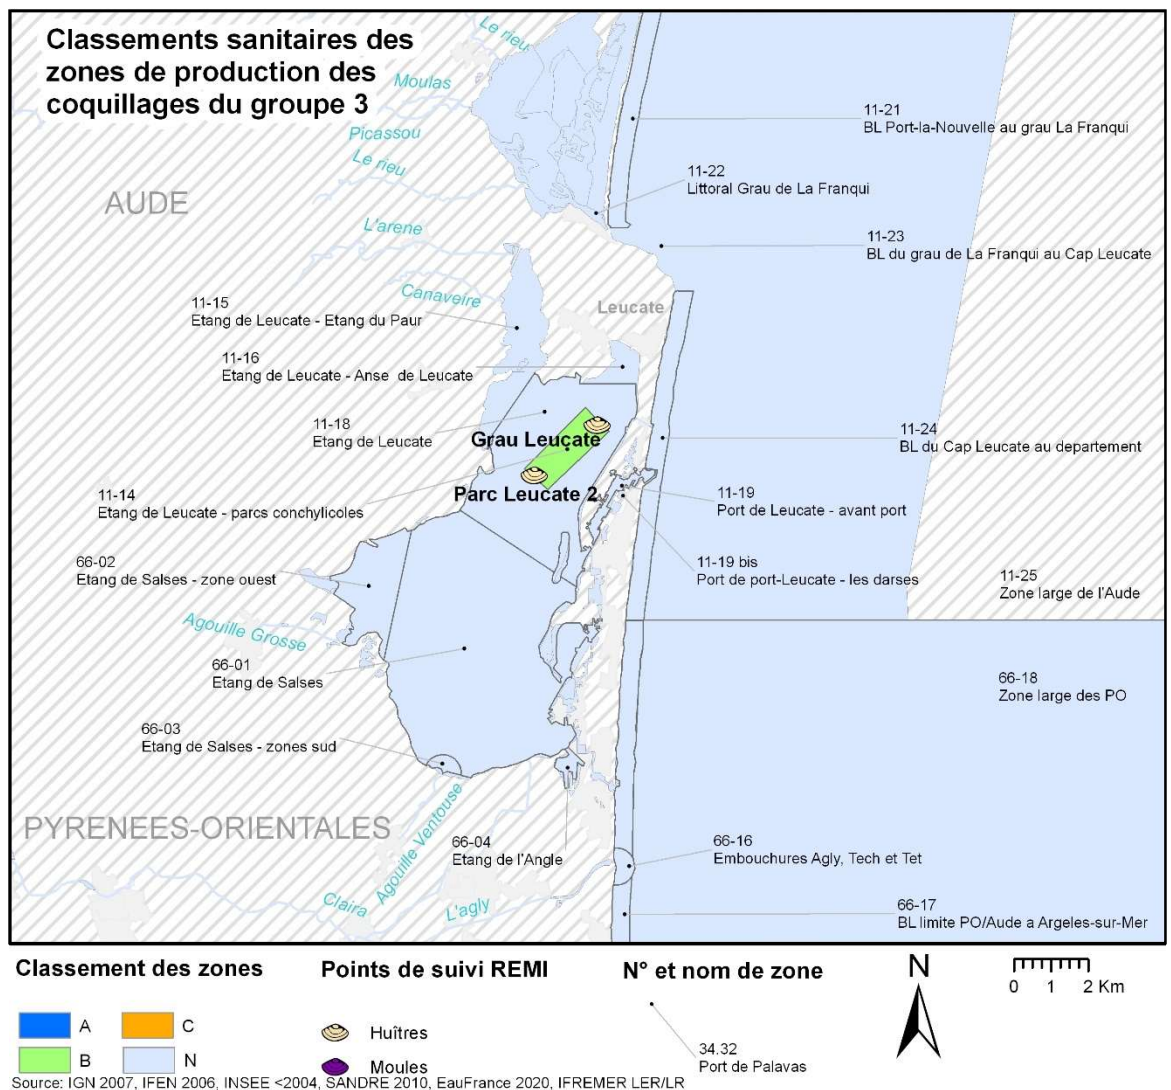 Classements sanitaires des
zones de production des
coquillages du groupe 3
Le rieu
Moulas
Picassou
Le rieu
AUDE
L'arene
Canaveire
11-21
BL Port-la-Nouvelle au grau La Franqui
11-22
Littoral Grau de La Franqui
11-23
BL du grau de La Franqui au Cap Leucate
11-15
Etang de Leucate - Etang du Paur
Leucate
11-16
Etang de Leucate - Anse de Leucate
11-18
Etang de Leucate
Grau Leucate
11-24
BL du Cap Leucate au departement
Parc Leucate 2
11-14
Etang de Leucate - parcs conchylicoles
11-19
Port de Leucate - avant port
66-02
Etang de Salses - zone ouest
11-19 bis
Port de port-Leucate - les darses
11-25
Zone large de l'Aude
Agouille Grosse
66-01
Etang de Salses
66-18
Zone large des PO
66-03
Etang de Salses - zones sud
PYRENEES-ORIENTALES
Agouille Ventouse
66-04
Etang de l'Angle
66-16
Embouchures Agly, Tech et Tet
Claira
L'agly
66-17
BL limite PO/Aude a Argeles-sur-Mer
Classement des zones
A
C
B
N
Points de suivi REMI
Huîtres
Moules
N° et nom de zone
34.32
Port de Palavas
N
0 1 2 Km
Source: IGN 2007, IFEN 2006, INSEE <2004, SANDRE 2010, EauFrance 2020, IFREMER LER/LR